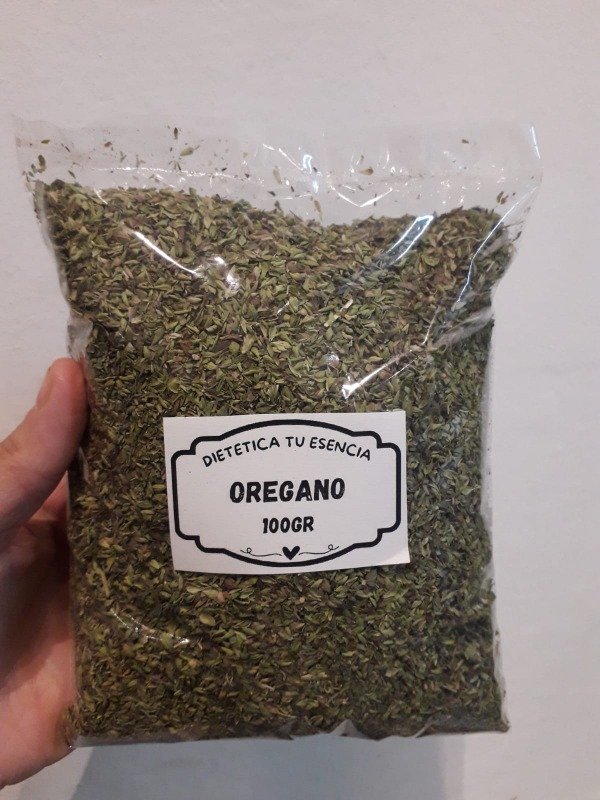 DIETETICA TU ESENCIA
OREGANO
100GR